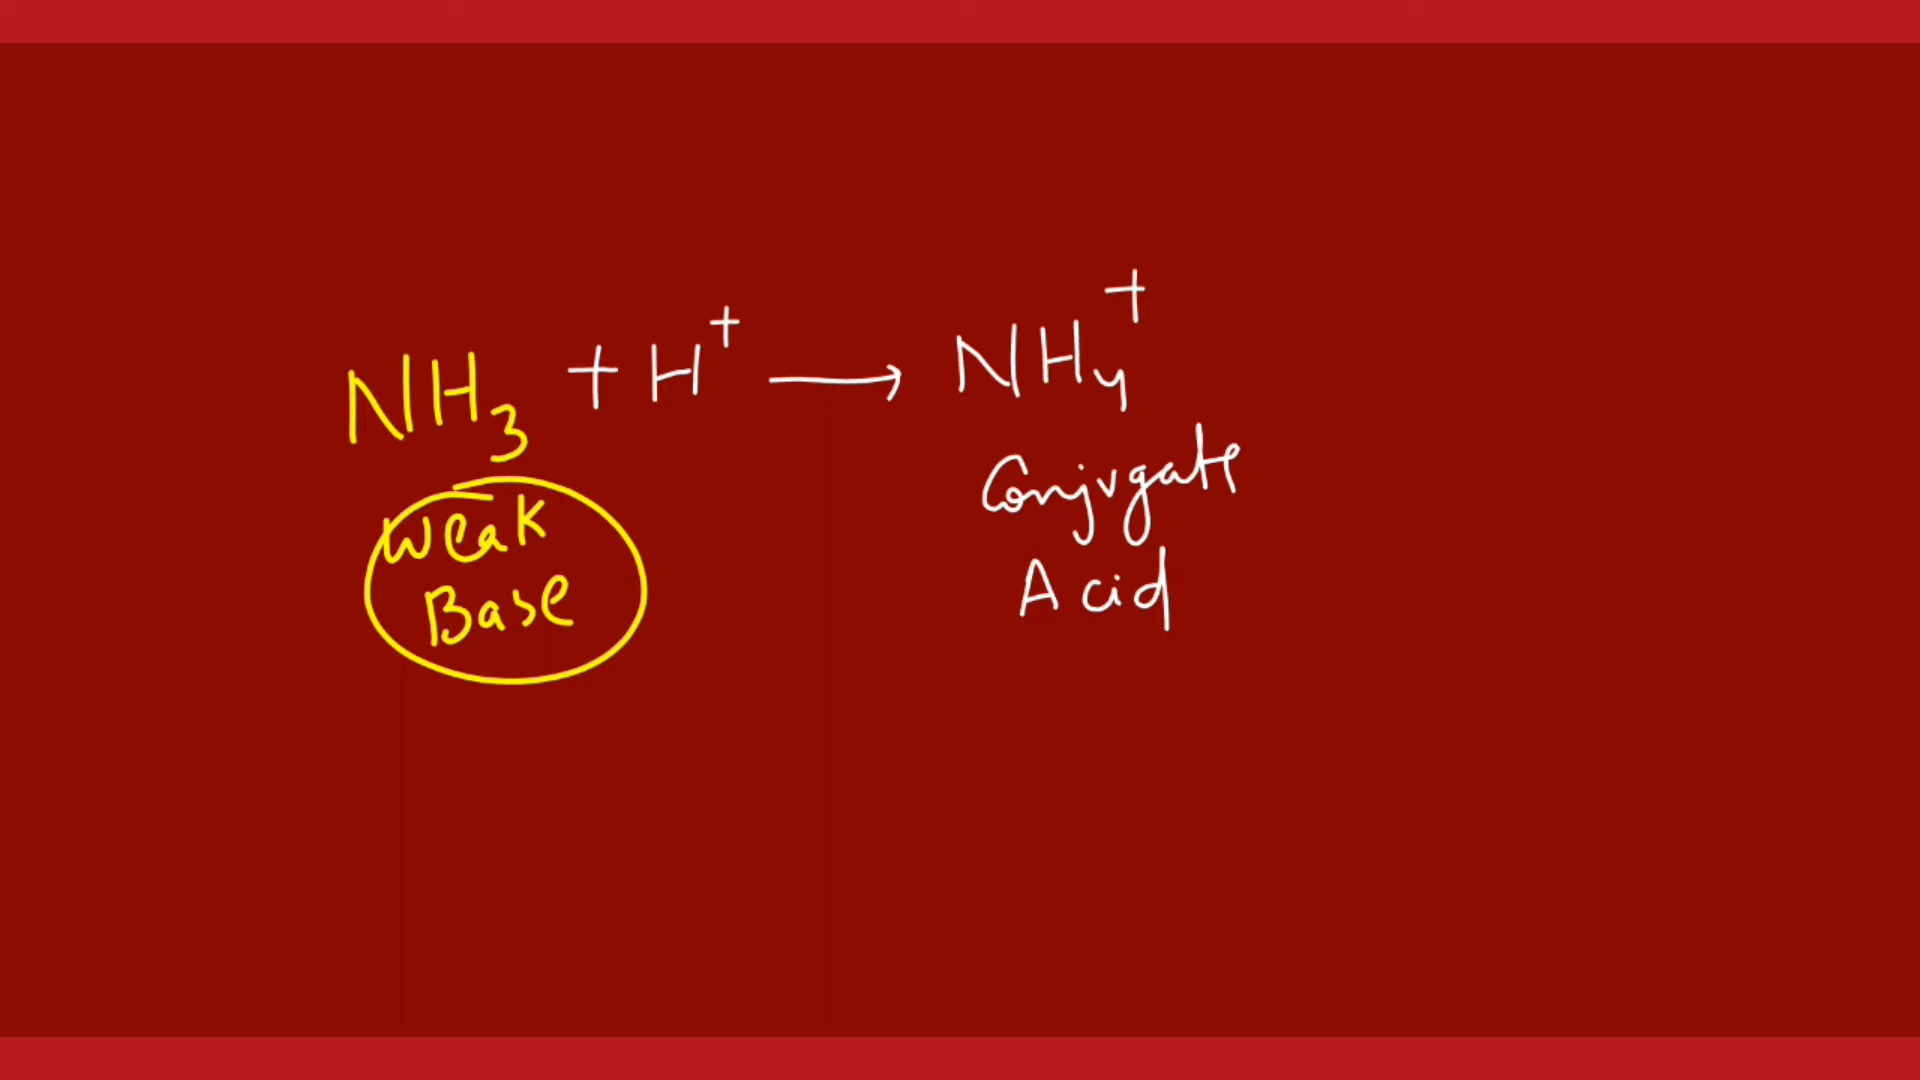 NH₃ + H⁺ → NH₄⁺
Weak
Base
Conjugate
Acid